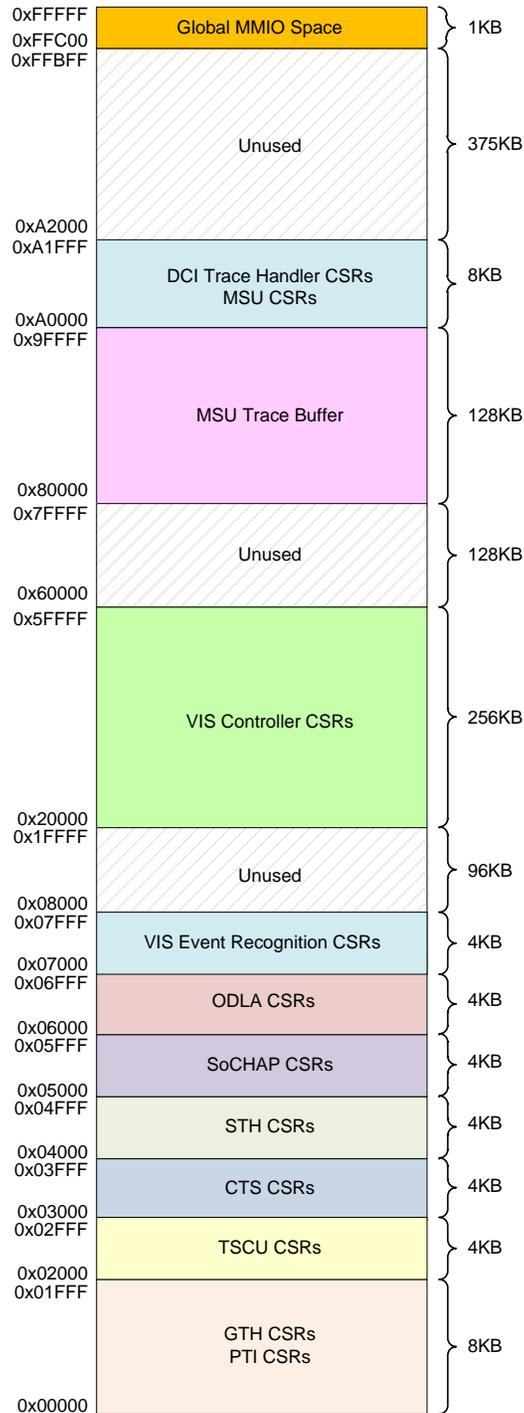 0xFFFFF
Global MMIO Space
1KB
0xFFC00
0xFFBFF
Unused
375KB
0xA2000
0xA1FFF
DCI Trace Handler CSRs
MSU CSRs
8KB
0xA0000
0x9FFFF
MSU Trace Buffer
128KB
0x80000
0x7FFFF
Unused
128KB
0x60000
0x5FFFF
VIS Controller CSRs
256KB
0x20000
0x1FFFF
Unused
96KB
0x08000
0x07FFF
VIS Event Recognition CSRs
4KB
0x07000
0x06FFF
ODLA CSRs
4KB
0x06000
0x05FFF
SoCHAP CSRs
4KB
0x05000
0x04FFF
STH CSRs
4KB
0x04000
0x03FFF
CTS CSRs
4KB
0x03000
0x02FFF
TSCU CSRs
4KB
0x02000
0x01FFF
GTH CSRs
PTI CSRs
8KB
0x00000